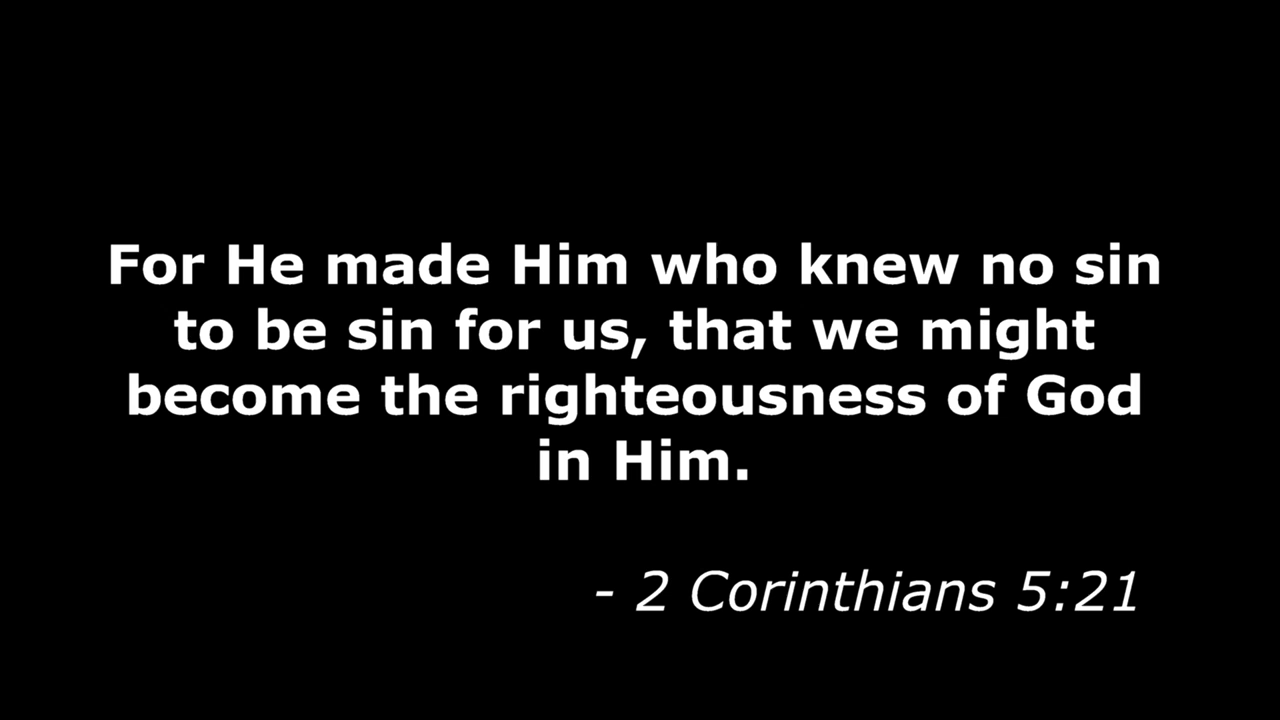 For He made Him who knew no sin
to be sin for us, that we might
become the righteousness of God
in Him.
- 2 Corinthians 5:21